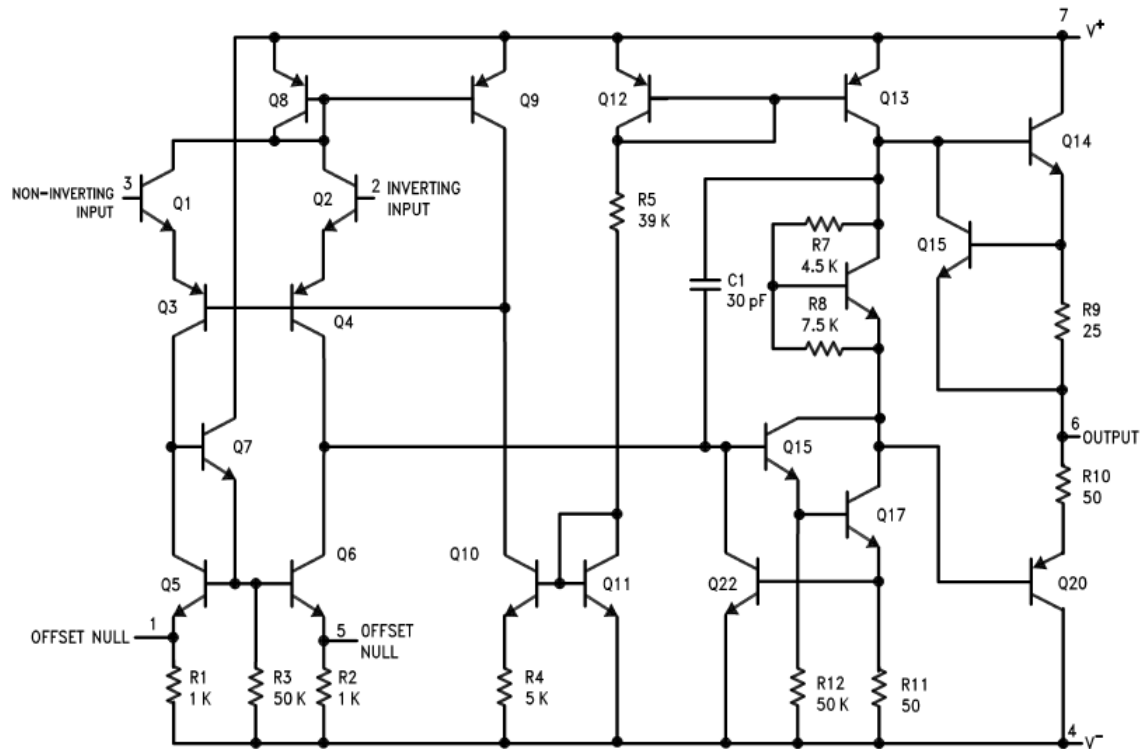 7
V+
Q8
Q9
Q12
Q13
Q14
3
NON-INVERTING
INPUT
Q1
Q2
2 INVERTING
INPUT
R5
39 K
R7
4.5 K
Q15
C1
30 pF
R8
7.5 K
R9
25
Q3
Q4
6
OUTPUT
Q7
Q15
R10
50
Q17
Q5
Q6
Q10
Q11
Q22
Q20
1
OFFSET NULL
5 OFFSET
NULL
R1
1 K
R3
50 K
R2
1 K
R4
5 K
R12
50 K
R11
50
4
V-